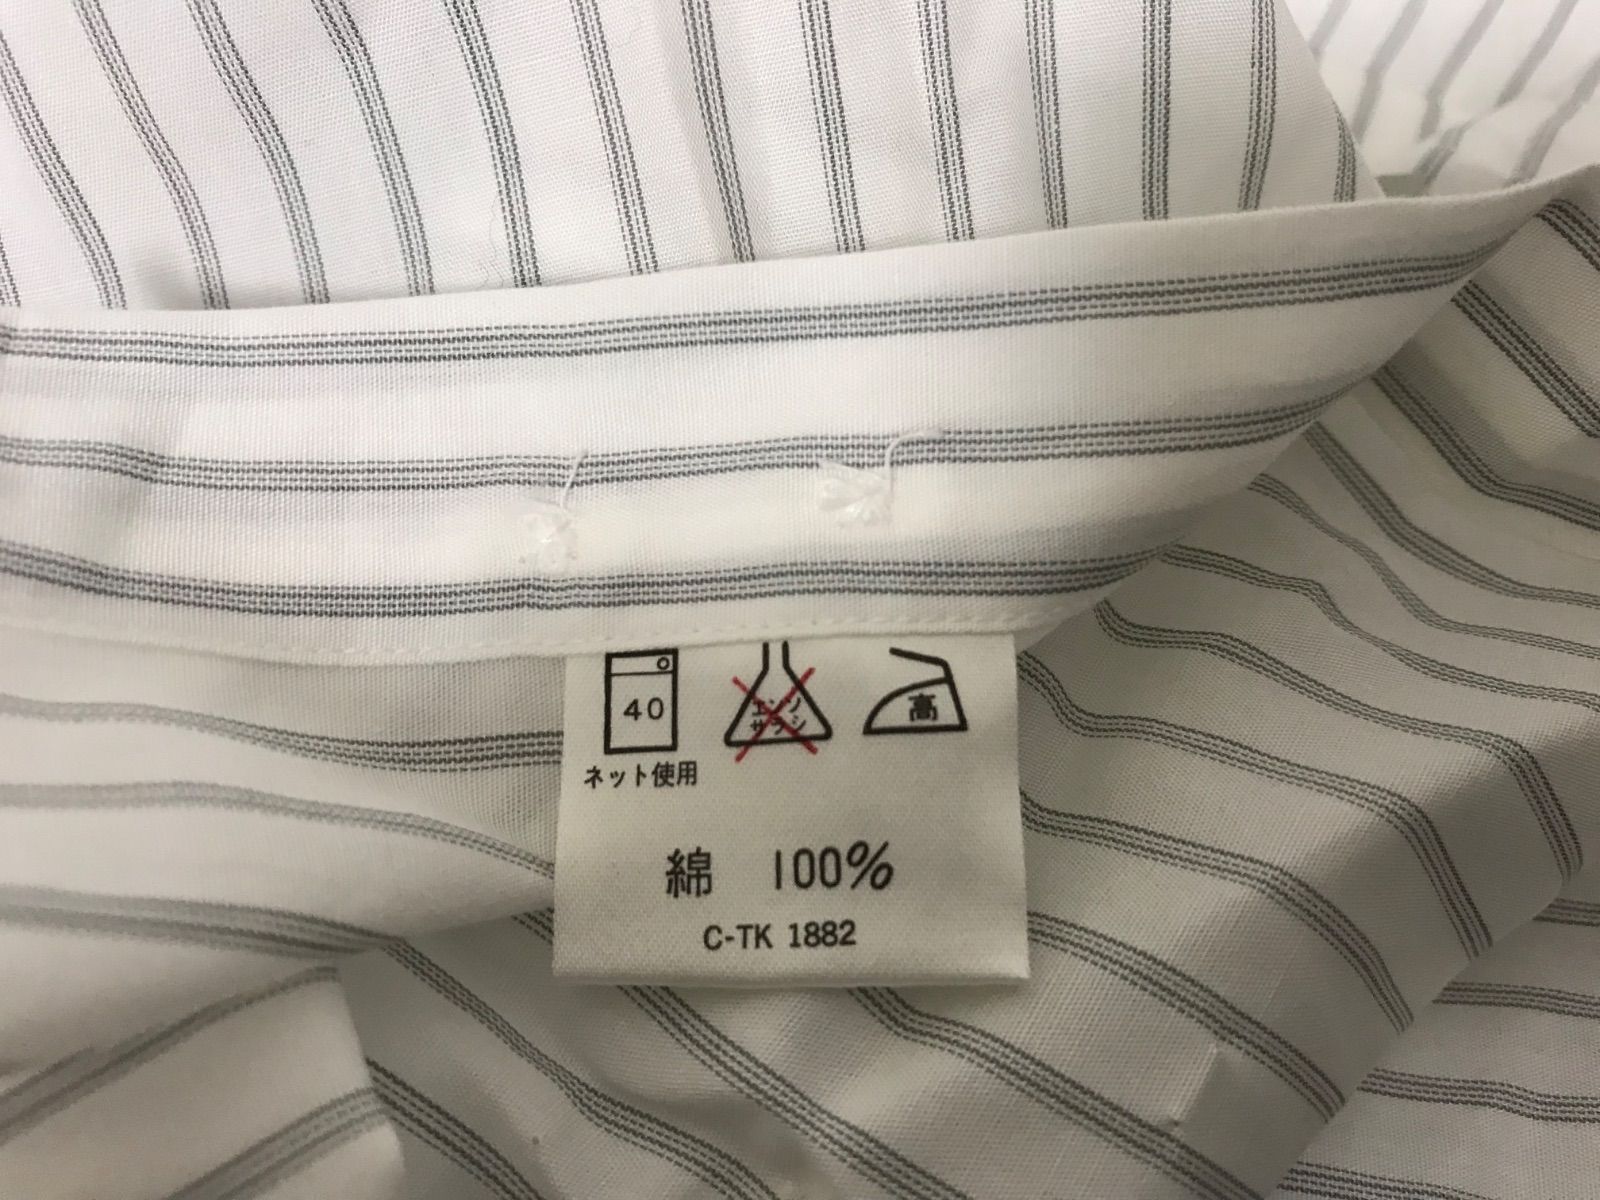 40
エンソ
サラシ
高
ネット使用
綿 100%
C-TK 1882